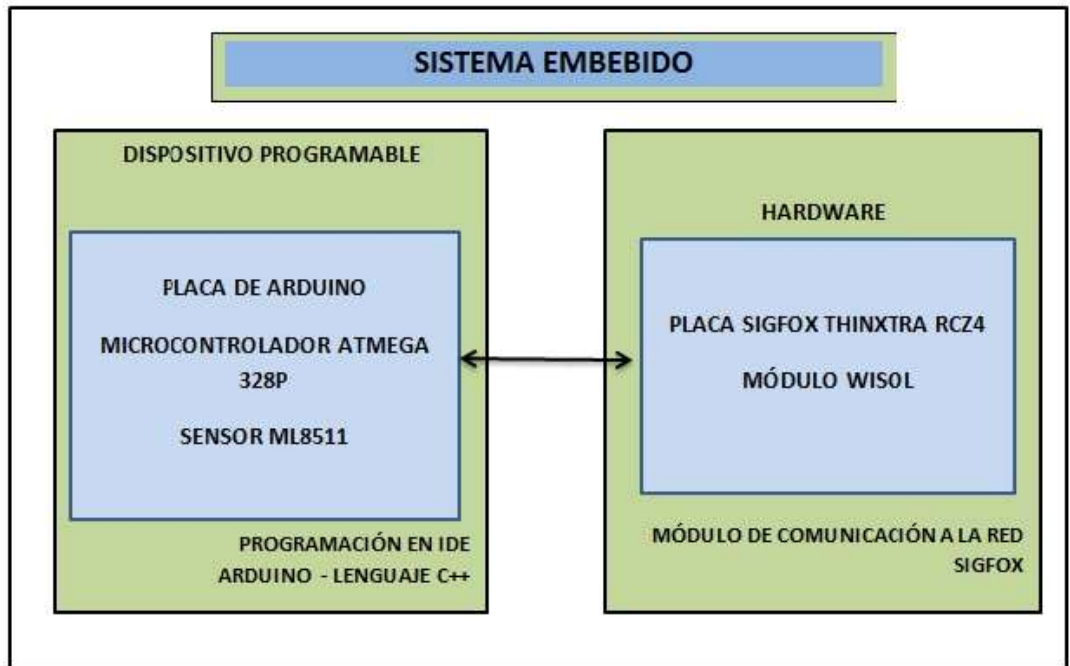 SISTEMA EMBEBIDO
DISPOSITIVO PROGRAMABLE
PLACA DE ARDUINO
MICROCONTROLADOR ATMEGA
328P
SENSOR ML8511
PROGRAMACIÓN EN IDE
ARDUINO - LENGUAJE C++
HARDWARE
PLACA SIGFOX THINXTRA RCZ4
MÓDULO WISOL
MÓDULO DE COMUNICACIÓN A LA RED
SIGFOX